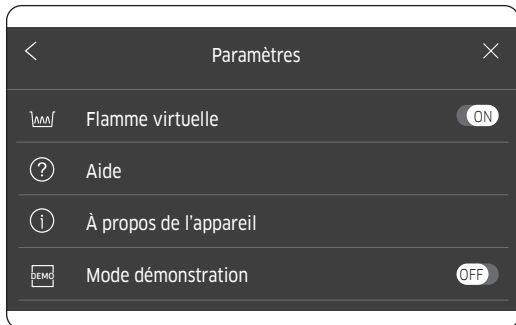 Paramètres
Flamme virtuelle ON
Aide
À propos de l'appareil
DEMO Mode démonstration OFF